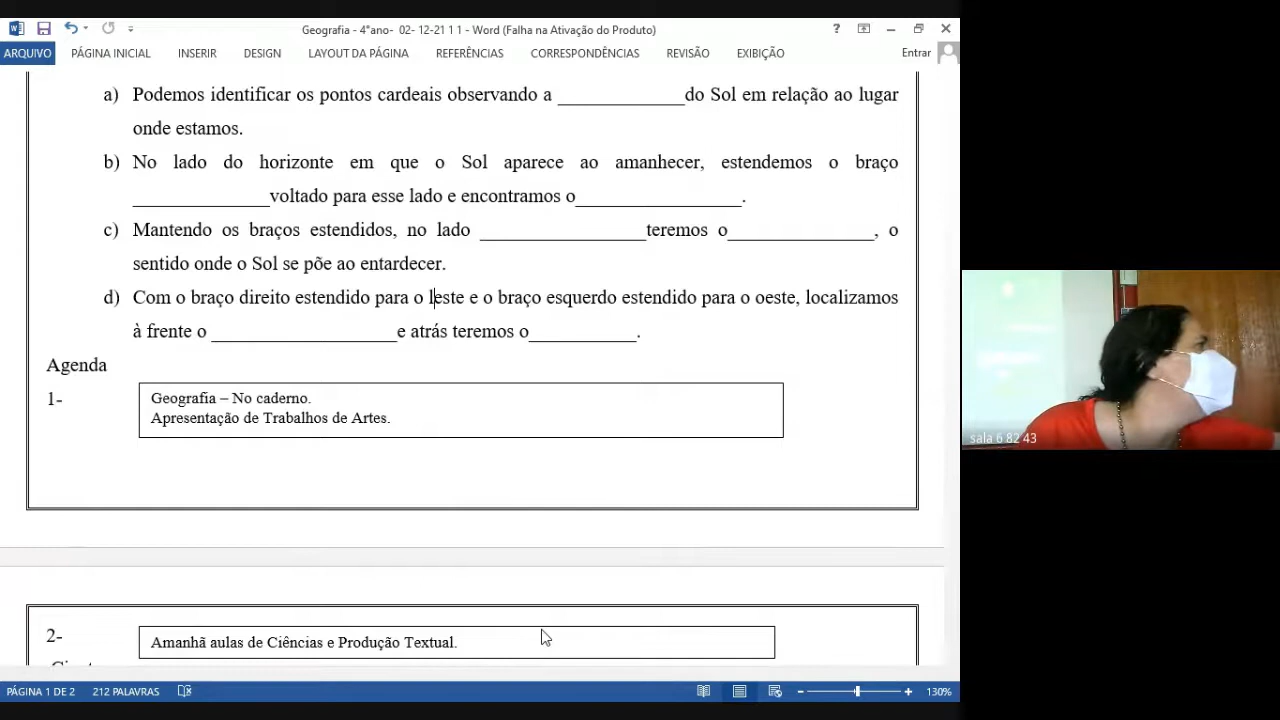 Geografia - 4°ano- 02- 12-21 1 1 - Word (Falha na Ativação do Produto)
ARQUIVO PÁGINA INICIAL INSERIR DESIGN LAYOUT DA PÁGINA REFERÊNCIAS CORRESPONDÊNCIAS REVISÃO EXIBIÇÃO Entrar
a) Podemos identificar os pontos cardeais observando a _____________do Sol em relação ao lugar
onde estamos.
b) No lado do horizonte em que o Sol aparece ao amanhecer, estendemos o braço
______________voltado para esse lado e encontramos o_________________.
c) Mantendo os braços estendidos, no lado _________________teremos o_______________, o
sentido onde o Sol se põe ao entardecer.
d) Com o braço direito estendido para o leste e o braço esquerdo estendido para o oeste, localizamos
à frente o ___________________e atrás teremos o___________.
Agenda
1-
Geografia – No caderno.
Apresentação de Trabalhos de Artes.
sala 6 82 43
2-
Amanhã aulas de Ciências e Produção Textual.
PÁGINA 1 DE 2 212 PALAVRAS 130%